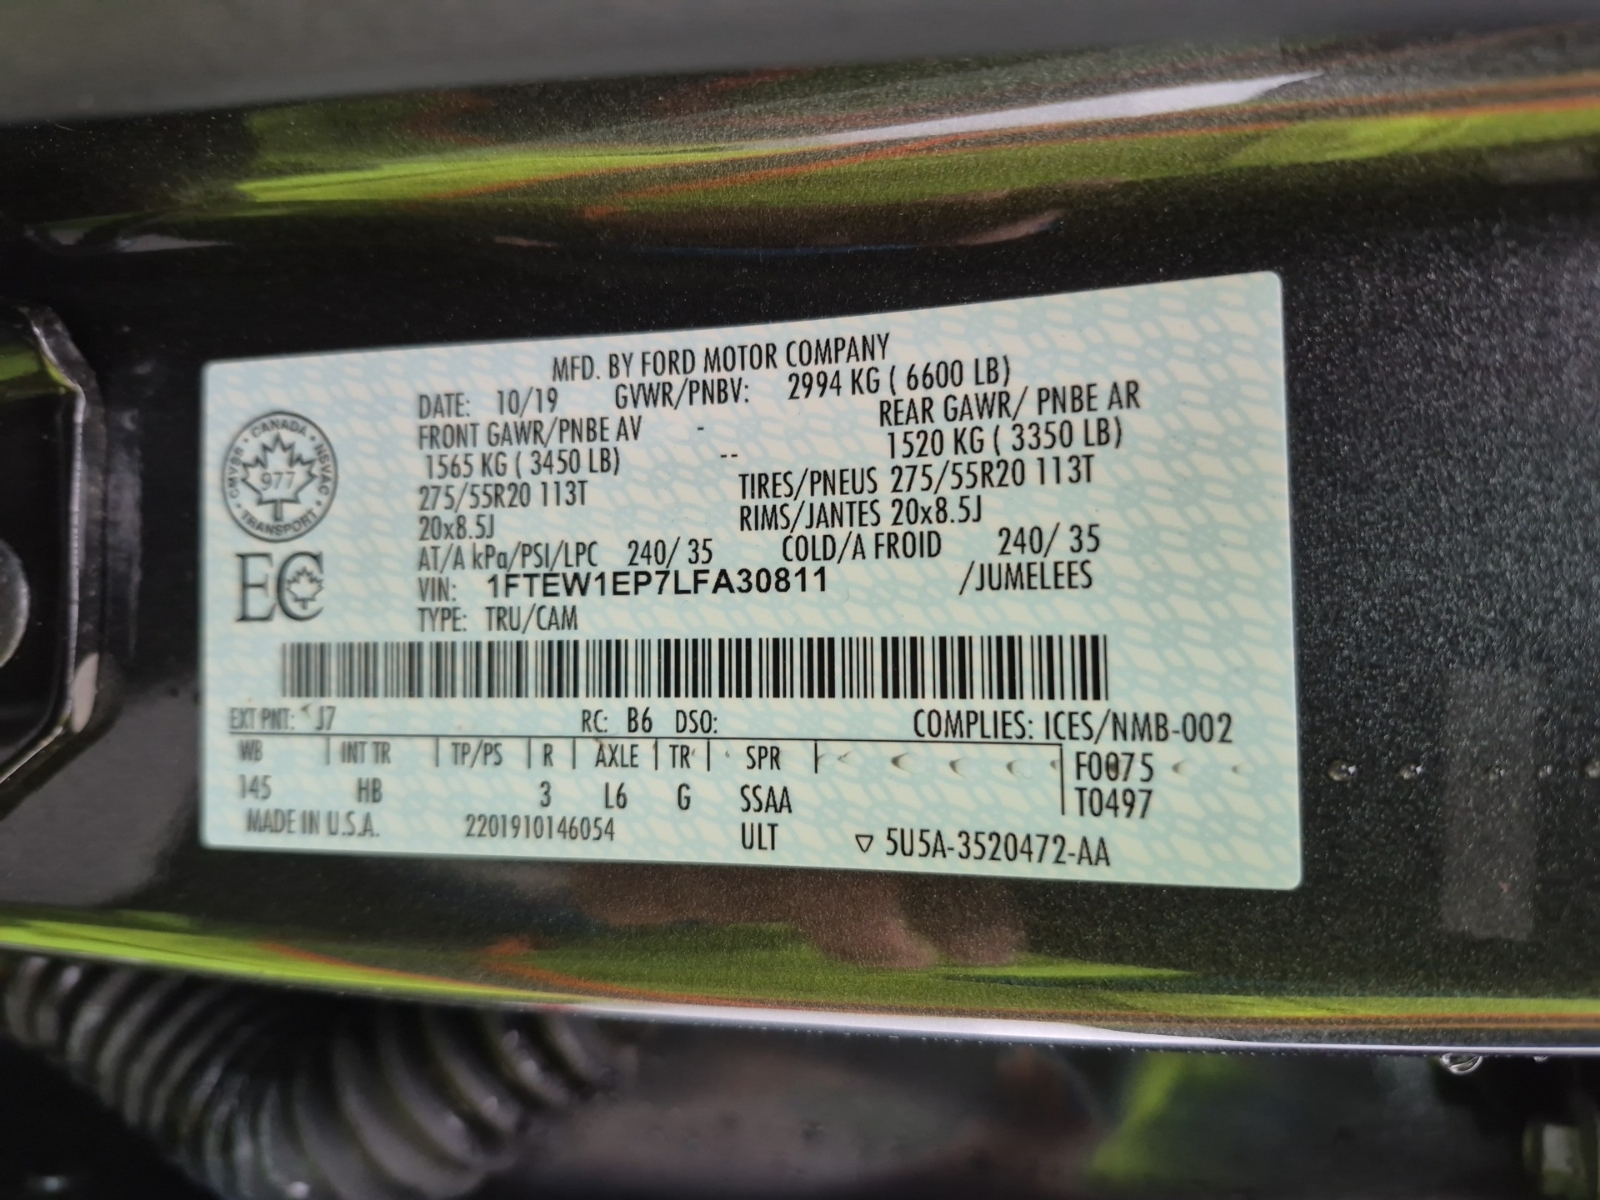 MFD. BY FORD MOTOR COMPANY
DATE: 10/19 GVWR/PNBV: 2994 KG ( 6600 LB)
FRONT GAWR/PNBE AV - REAR GAWR/ PNBE AR
1565 KG ( 3450 LB) -- 1520 KG ( 3350 LB)
275/55R20 113T TIRES/PNEUS 275/55R20 113T
20x8.5J RIMS/JANTES 20x8.5J
AT/A kPa/PSI/LPC 240/ 35 COLD/A FROID 240/ 35
VIN: 1FTEW1EP7LFA30811 /JUMELEES
TYPE: TRU/CAM
CANADA
CMVSS 977 NSVAC
TRANSPORT
EC
EXT PNT: J7 RC: B6 DSO: COMPLIES: ICES/NMB-002
WB INT TR TP/PS R AXLE TR SPR F0075
145 HB 3 L6 G SSAA T0497
MADE IN U.S.A. 2201910146054 ULT ▽ 5U5A-3520472-AA